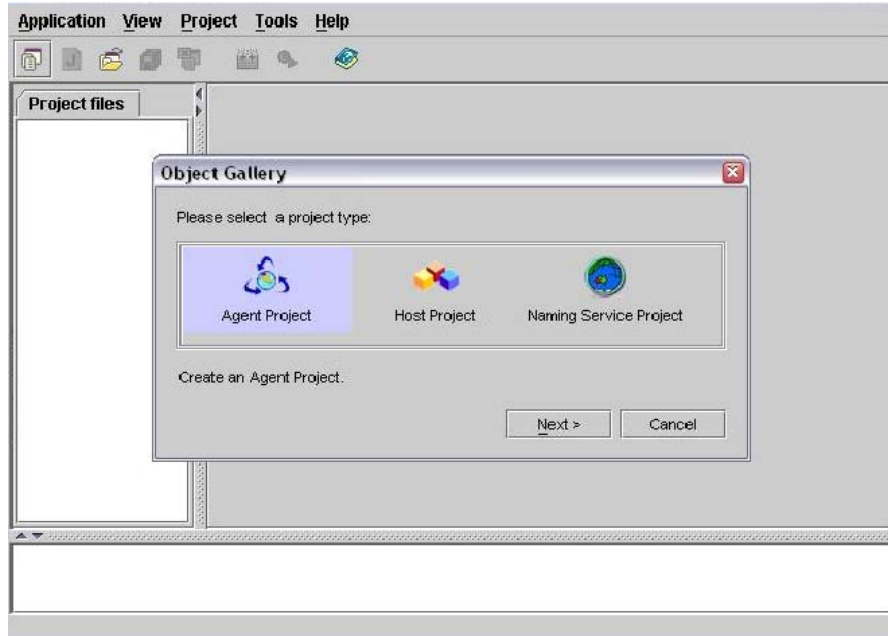 Application View Project Tools Help
Project files
Object Gallery
Please select a project type:
Agent Project Host Project Naming Service Project
Create an Agent Project.
Next > Cancel